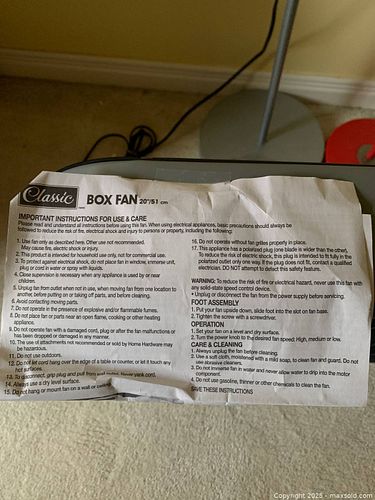 Classic BOX FAN 20"/51 cm
IMPORTANT INSTRUCTIONS FOR USE & CARE
Please read and understand all instructions before using this fan. When using electrical appliances, basic precautions should always be
followed to reduce the risk of fire, electrical shock and injury to persons or property, including the following:
1. Use fan only as described here. Other use not recommended.
May cause fire, electric shock or injury.
2. This product is intended for household use only, not for commercial use.
3. To protect against electrical shock, do not place fan in window, immerse unit,
plug or cord in water or spray with liquids.
4. Close supervision is necessary when any appliance is used by or near
children.
5. Unplug fan from outlet when not in use, when moving fan from one location to
another, before putting on or taking off parts, and before cleaning.
6. Avoid contacting moving parts.
7. Do not operate in the presence of explosive and/or flammable fumes.
8. Do not place fan or parts near an open flame, cooking or other heating
appliance.
9. Do not operate fan with a damaged cord, plug or after the fan malfunctions or
has been dropped or damaged in any manner.
10. The use of attachments not recommended or sold by Home Hardware may
be hazardous.
11. Do not use outdoors.
12. Do not let cord hang over the edge of a table or counter, or let it touch any
hot surfaces.
13. To disconnect, grip plug and pull from wall outlet. Never yank cord.
14. Always use a dry level surface.
15. Do not hang or mount fan on a wall or
16. Do not operate without fan grilles properly in place.
17. This appliance has a polarized plug (one blade is wider than the other).
To reduce the risk of electric shock, this plug is intended to fit fully in the
polarized outlet only one way. If the plug does not fit, contact a qualified
electrician. DO NOT attempt to defeat this safety feature.
WARNING: To reduce the risk of fire or electrical hazard, never use this fan with
any solid-state speed control device.
• Unplug or disconnect the fan from the power supply before servicing.
FOOT ASSEMBLY
1. Put your fan upside down, slide foot into the slot on fan base.
2. Tighten the screw with a screwdriver.
OPERATION
1. Set your fan on a level and dry surface.
2. Turn the power knob to the desired fan speed: High, medium or low.
CARE & CLEANING
1. Always unplug the fan before cleaning.
2. Use a soft cloth, moistened with a mild soap, to clean fan and guard. Do not
use abrasive cleaners.
3. Do not immerse fan in water and never allow water to drip into the motor
component.
4. Do not use gasoline, thinner or other chemicals to clean the fan.
SAVE THESE INSTRUCTIONS
Copyright 2025 - maxsold.com